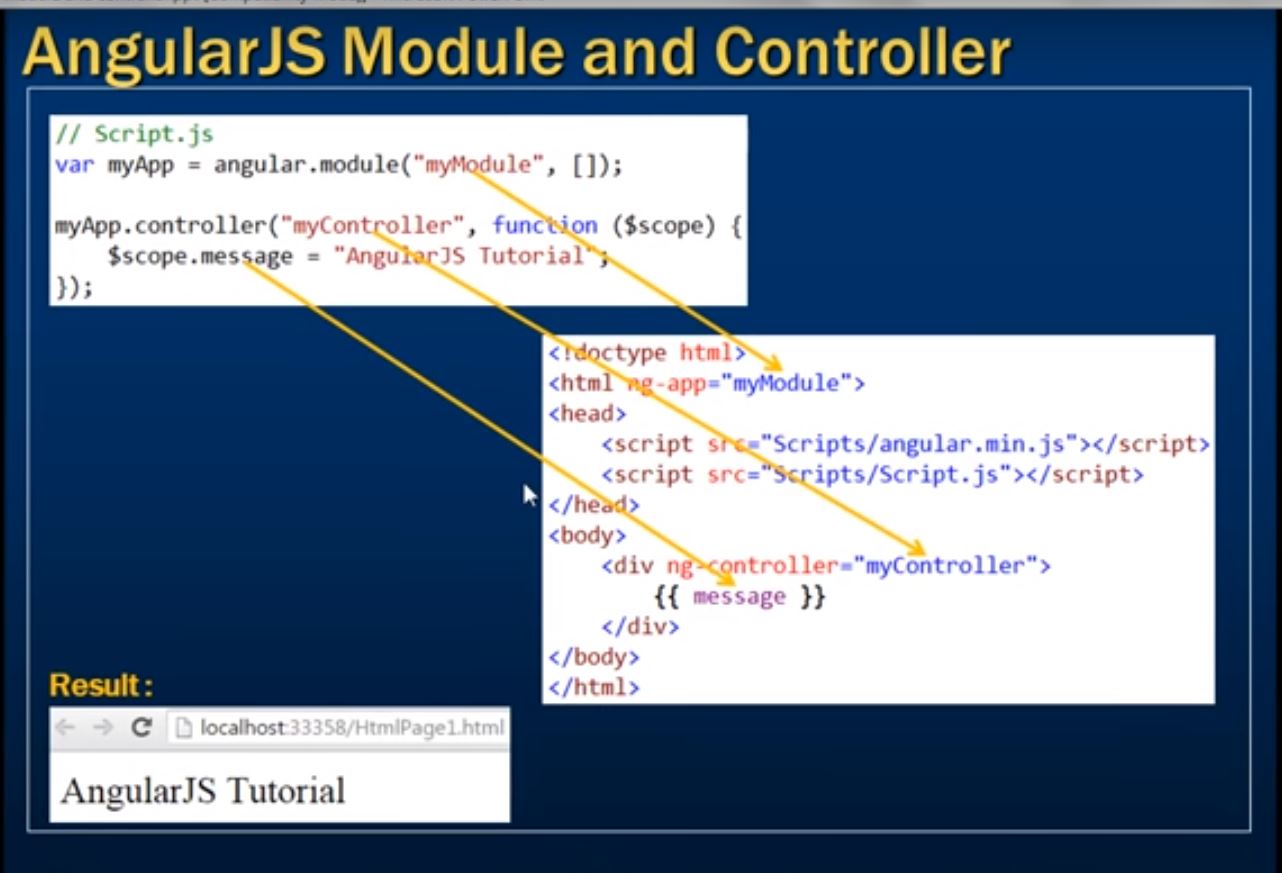 AngularJS Module and Controller
// Script.js
var myApp = angular.module("myModule", []);
myApp.controller("myController", function ($scope) {
$scope.message = "AngularJS Tutorial";
});
<!doctype html>
<html ng-app="myModule">
<head>
<script src="Scripts/angular.min.js"></script>
<script src="Scripts/Script.js"></script>
</head>
<body>
<div ng-controller="myController">
{{ message }}
</div>
</body>
</html>
Result :
localhost:33358/HtmlPage1.html
AngularJS Tutorial